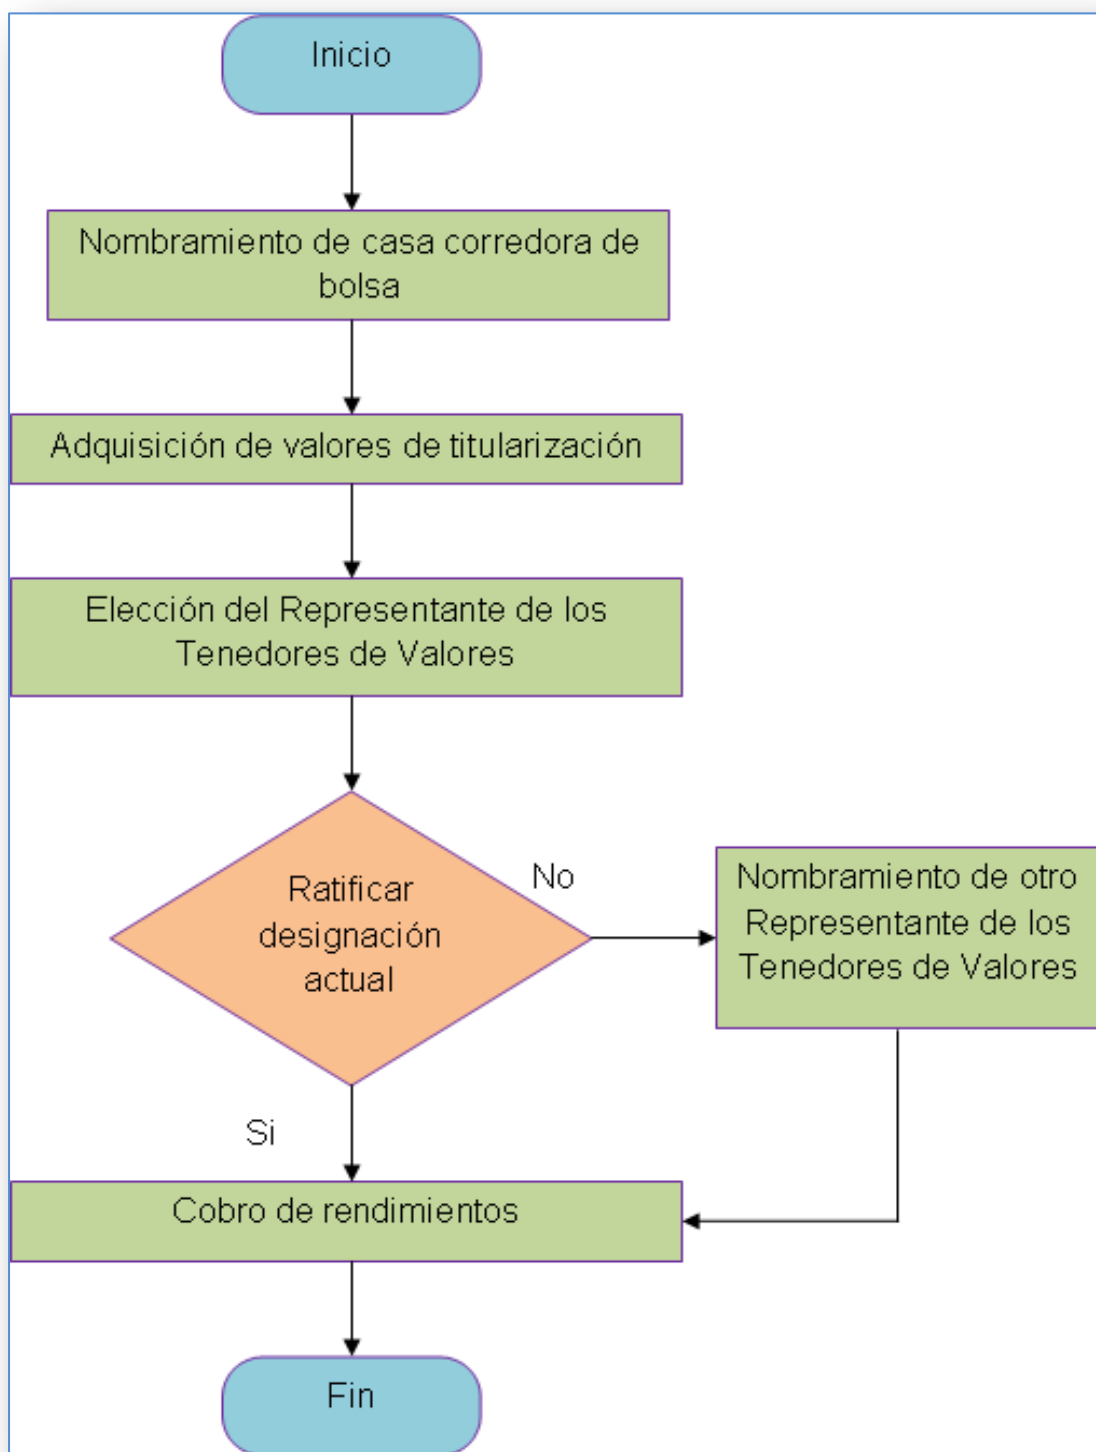 Inicio
Nombramiento de casa corredora de
bolsa
Adquisición de valores de titularización
Elección del Representante de los
Tenedores de Valores
Ratificar
designación
actual
No
Nombramiento de otro
Representante de los
Tenedores de Valores
Si
Cobro de rendimientos
Fin